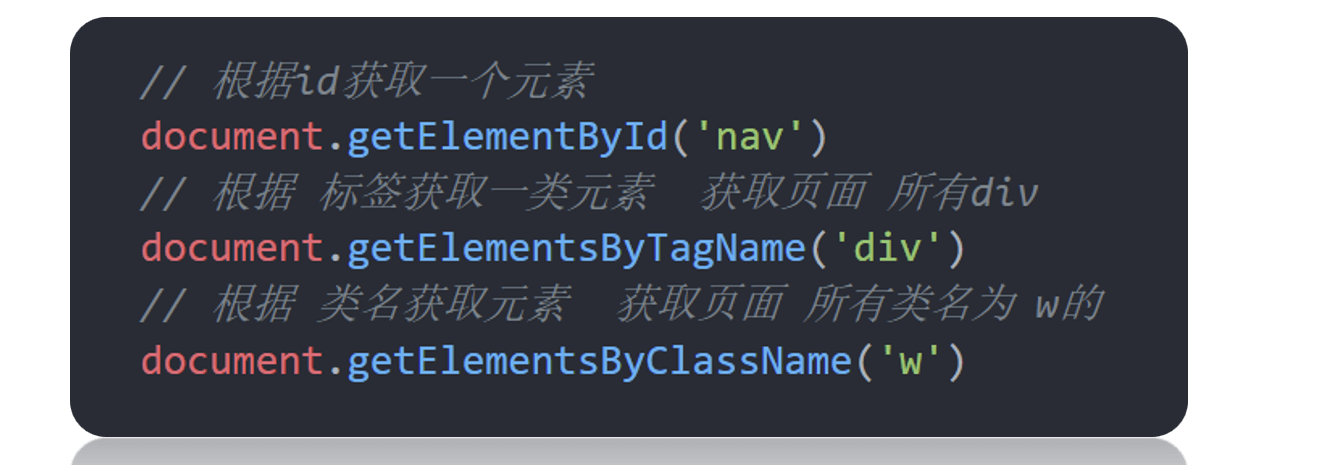 // 根据id获取一个元素
document.getElementById('nav')
// 根据 标签获取一类元素  获取页面 所有div
document.getElementsByTagName('div')
// 根据 类名获取元素  获取页面 所有类名为 w的
document.getElementsByClassName('w')